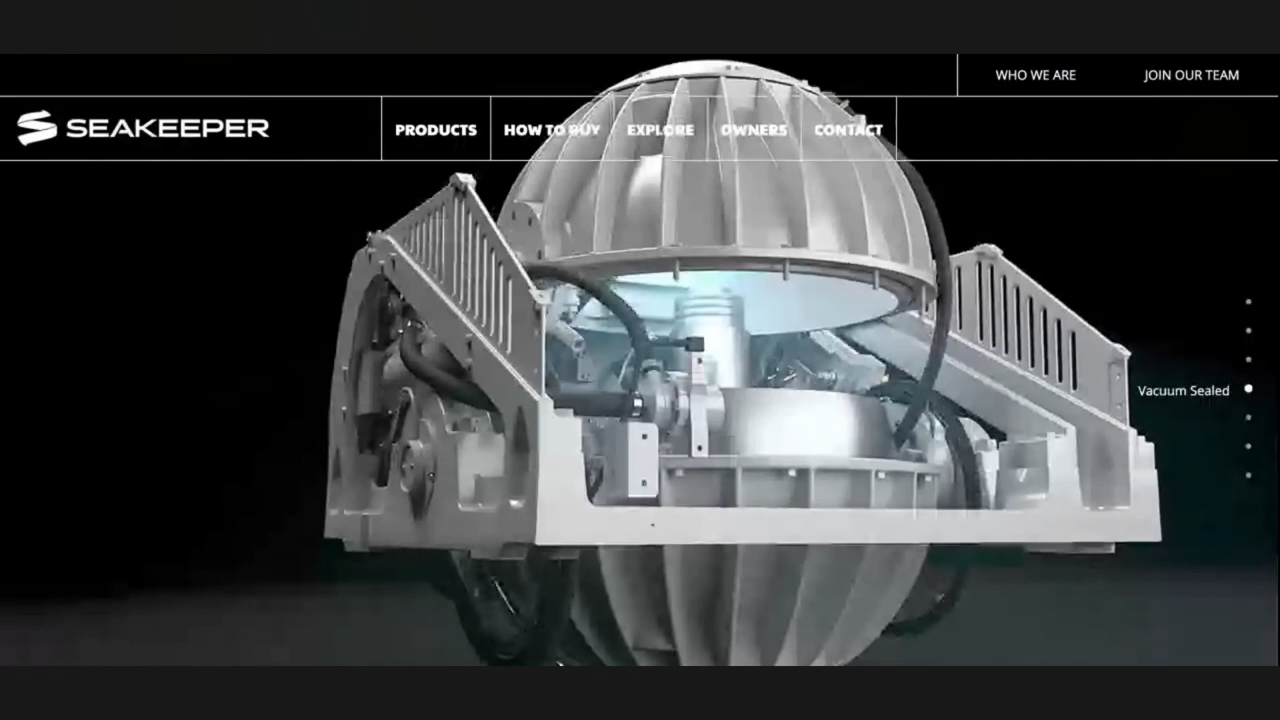 WHO WE ARE JOIN OUR TEAM
SEAKEEPER PRODUCTS HOW TO BUY EXPLORE OWNERS CONTACT
Vacuum Sealed